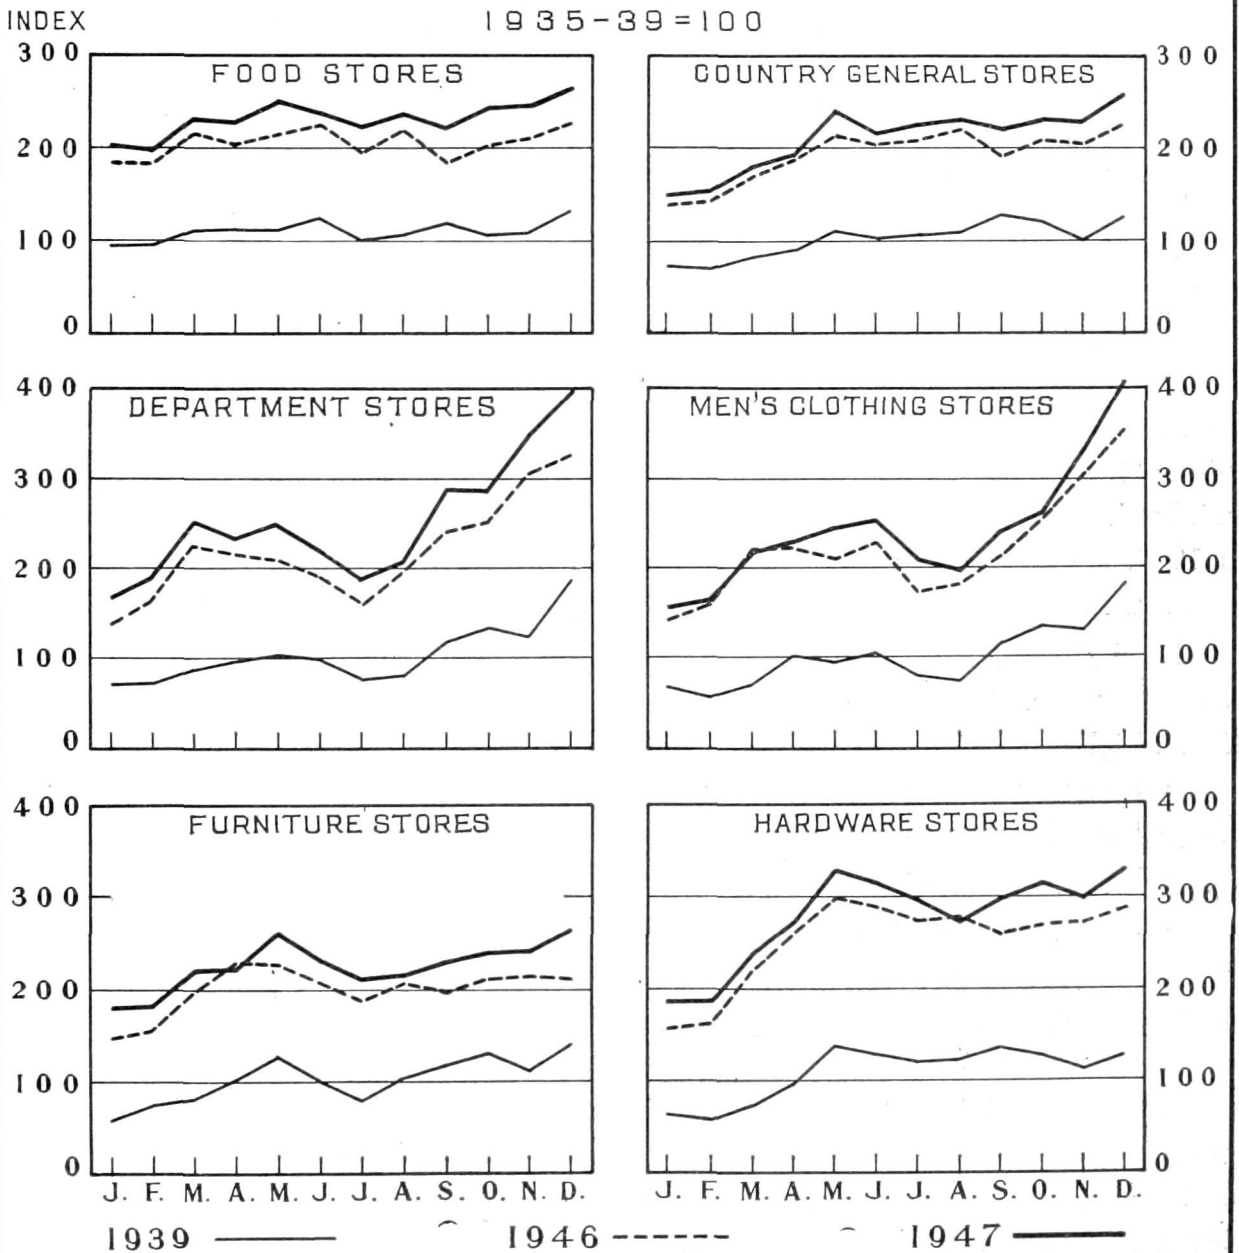 INDEX 1935-39=100
300 FOOD STORES COUNTRY GENERAL STORES 300
200 200
100 100
0 0
J. F. M. A. M. J. J. A. S. O. N. D. J. F. M. A. M. J. J. A. S. O. N. D.
400 DEPARTMENT STORES MEN'S CLOTHING STORES 400
300 300
200 200
100 100
0 0
J. F. M. A. M. J. J. A. S. O. N. D. J. F. M. A. M. J. J. A. S. O. N. D.
400 FURNITURE STORES HARDWARE STORES 400
300 300
200 200
100 100
0 0
J. F. M. A. M. J. J. A. S. O. N. D. J. F. M. A. M. J. J. A. S. O. N. D.
1939 1946 1947